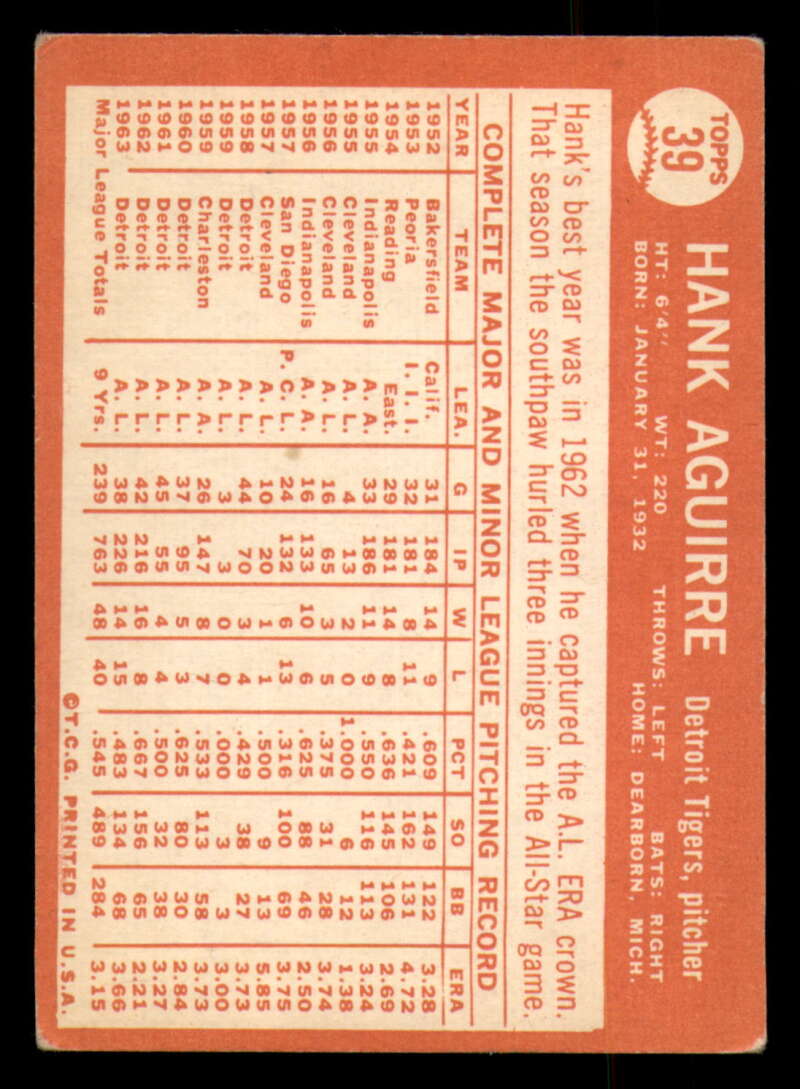 TOPPS
39
HANK AGUIRRE Detroit Tigers, pitcher
HT: 6'4" WT: 220 THROWS: LEFT BATS: RIGHT
BORN: JANUARY 31, 1932 HOME: DEARBORN, MICH.
Hank's best year was in 1962 when he captured the A.L. ERA crown.
That season the southpaw hurled three innings in the All-Star game.
COMPLETE MAJOR AND MINOR LEAGUE PITCHING RECORD
YEAR TEAM LEA. G IP W L PCT SO BB ERA
1952 Bakersfield Calif. 31 184 14 9 .609 149 122 3.28
1953 Peoria I. I. I. 32 181 8 11 .421 162 131 4.72
1954 Reading East. 29 181 14 8 .636 145 106 2.69
1955 Indianapolis A. A. 33 186 11 9 .550 116 113 3.24
1955 Cleveland A. L. 4 13 2 0 1.000 6 12 1.38
1956 Cleveland A. L. 16 65 3 5 .375 31 28 3.74
1956 Indianapolis A. A. 16 133 10 6 .625 88 46 2.50
1957 San Diego P. C. L. 24 132 6 13 .316 100 69 3.75
1957 Cleveland A. L. 10 20 1 1 .500 9 13 5.85
1958 Detroit A. L. 44 70 3 4 .429 38 27 3.73
1959 Detroit A. L. 3 3 0 0 .000 3 3 3.00
1959 Charleston A. A. 26 147 8 7 .533 113 58 3.73
1960 Detroit A. L. 37 95 5 3 .625 80 30 2.84
1961 Detroit A. L. 45 55 4 4 .500 32 38 3.27
1962 Detroit A. L. 42 216 16 8 .667 156 65 2.21
1963 Detroit A. L. 38 226 14 15 .483 134 68 3.66
Major League Totals 9 Yrs. 239 763 48 40 .545 489 284 3.15
©T.C.G. PRINTED IN U.S.A.